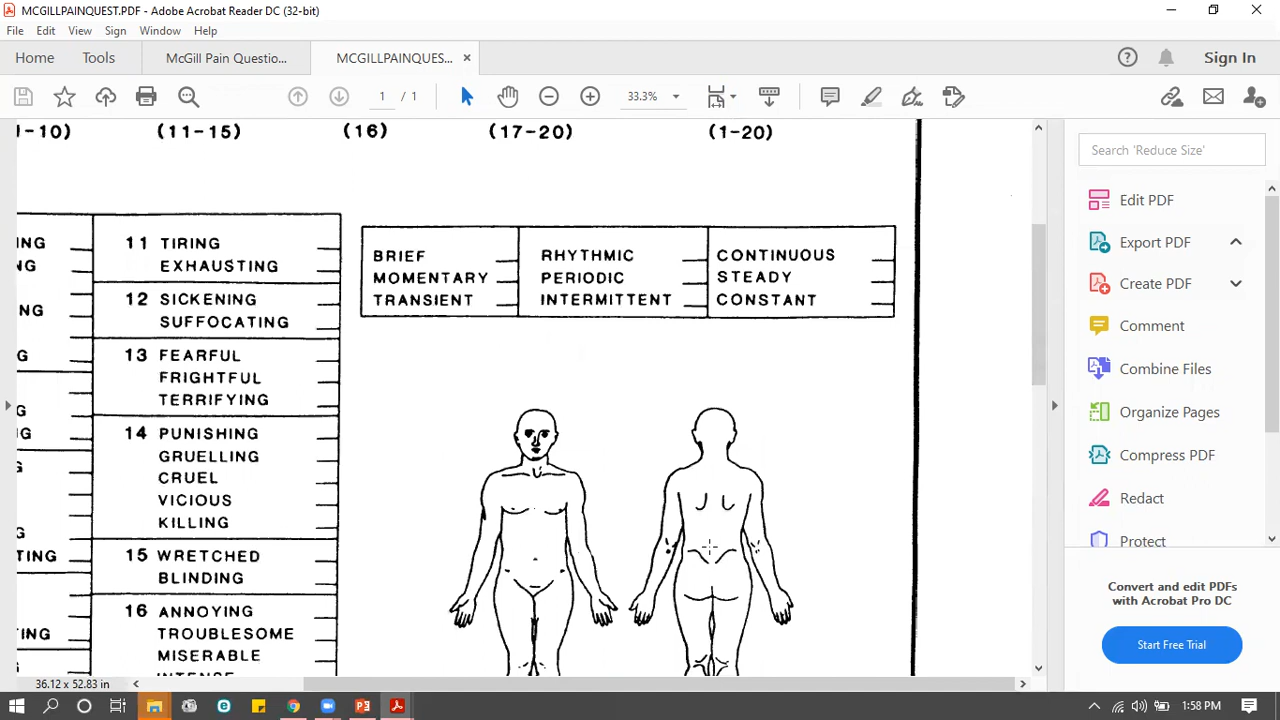 MCGILLPAINQUEST.PDF - Adobe Acrobat Reader DC (32-bit)
File Edit View Sign Window Help
Home Tools McGill Pain Questio... MCGILLPAINQUES... ×
1 / 1 33.3% Sign In
(11-15) (16) (17-20) (1-20)
11 TIRING
EXHAUSTING
12 SICKENING
SUFFOCATING
13 FEARFUL
FRIGHTFUL
TERRIFYING
14 PUNISHING
GRUELLING
CRUEL
VICIOUS
KILLING
15 WRETCHED
BLINDING
16 ANNOYING
TROUBLESOME
MISERABLE
BRIEF
MOMENTARY
TRANSIENT
RHYTHMIC
PERIODIC
INTERMITTENT
CONTINUOUS
STEADY
CONSTANT
Search 'Reduce Size'
Edit PDF
Export PDF
Create PDF
Comment
Combine Files
Organize Pages
Compress PDF
Redact
Protect
Convert and edit PDFs
with Acrobat Pro DC
Start Free Trial
36.12 x 52.83 in
1:58 PM